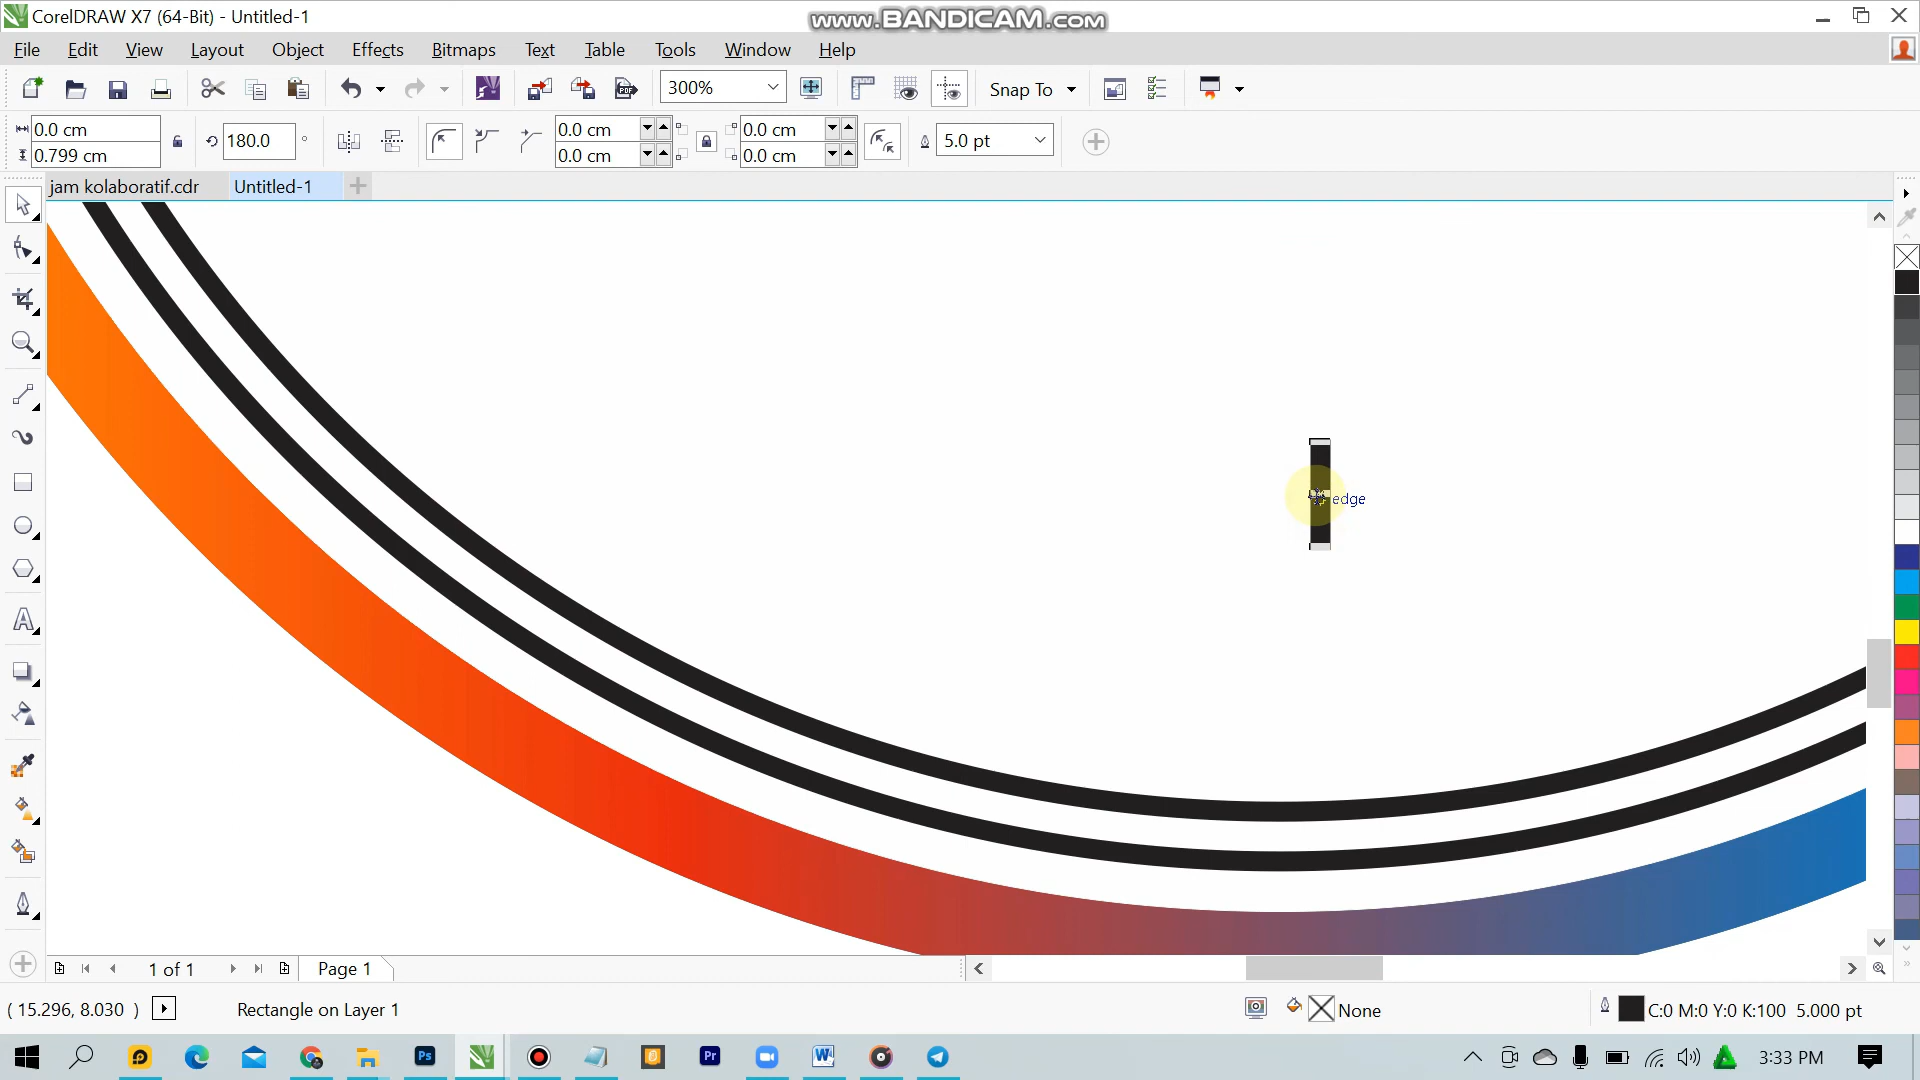 CorelDRAW X7 (64-Bit) - Untitled-1
www.BANDICAM.com
File Edit View Layout Object Effects Bitmaps Text Table Tools Window Help
PDF 300% Snap To
0.0 cm 180.0 ° 0.0 cm 0.0 cm 5.0 pt
0.799 cm 0.0 cm 0.0 cm
jam kolaboratif.cdr Untitled-1
edge
1 of 1 Page 1
( 15.296, 8.030 ) Rectangle on Layer 1 None C:0 M:0 Y:0 K:100 5.000 pt
Ps Pr W 3:33 PM